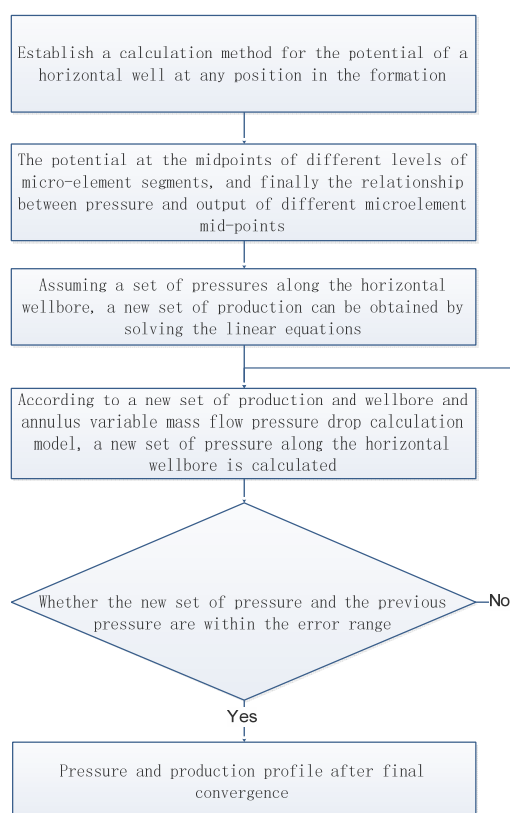 Establish a calculation method for the potential of a
horizontal well at any position in the formation
The potential at the midpoints of different levels of
micro-element segments, and finally the relationship
between pressure and output of different microelement
mid-points
Assuming a set of pressures along the horizontal
wellbore, a new set of production can be obtained by
solving the linear equations
According to a new set of production and wellbore and
annulus variable mass flow pressure drop calculation
model, a new set of pressure along the horizontal
wellbore is calculated
Whether the new set of pressure and the previous
pressure are within the error range
No
Yes
Pressure and production profile after final
convergence